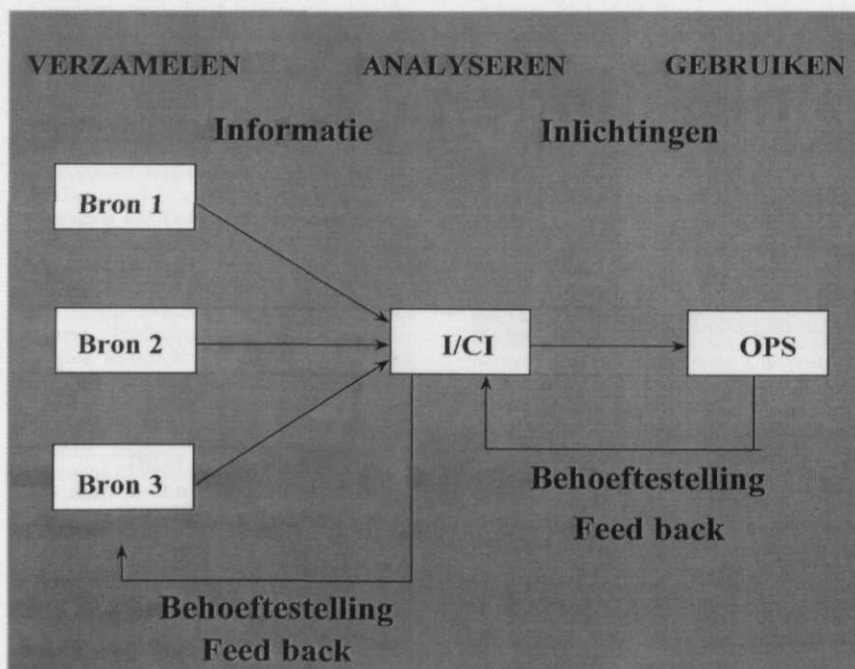 VERZAMELEN ANALYSEREN GEBRUIKEN
Informatie Inlichtingen
Bron 1
Bron 2 I/CI OPS
Bron 3
Behoeftestelling
Feed back
Behoeftestelling
Feed back